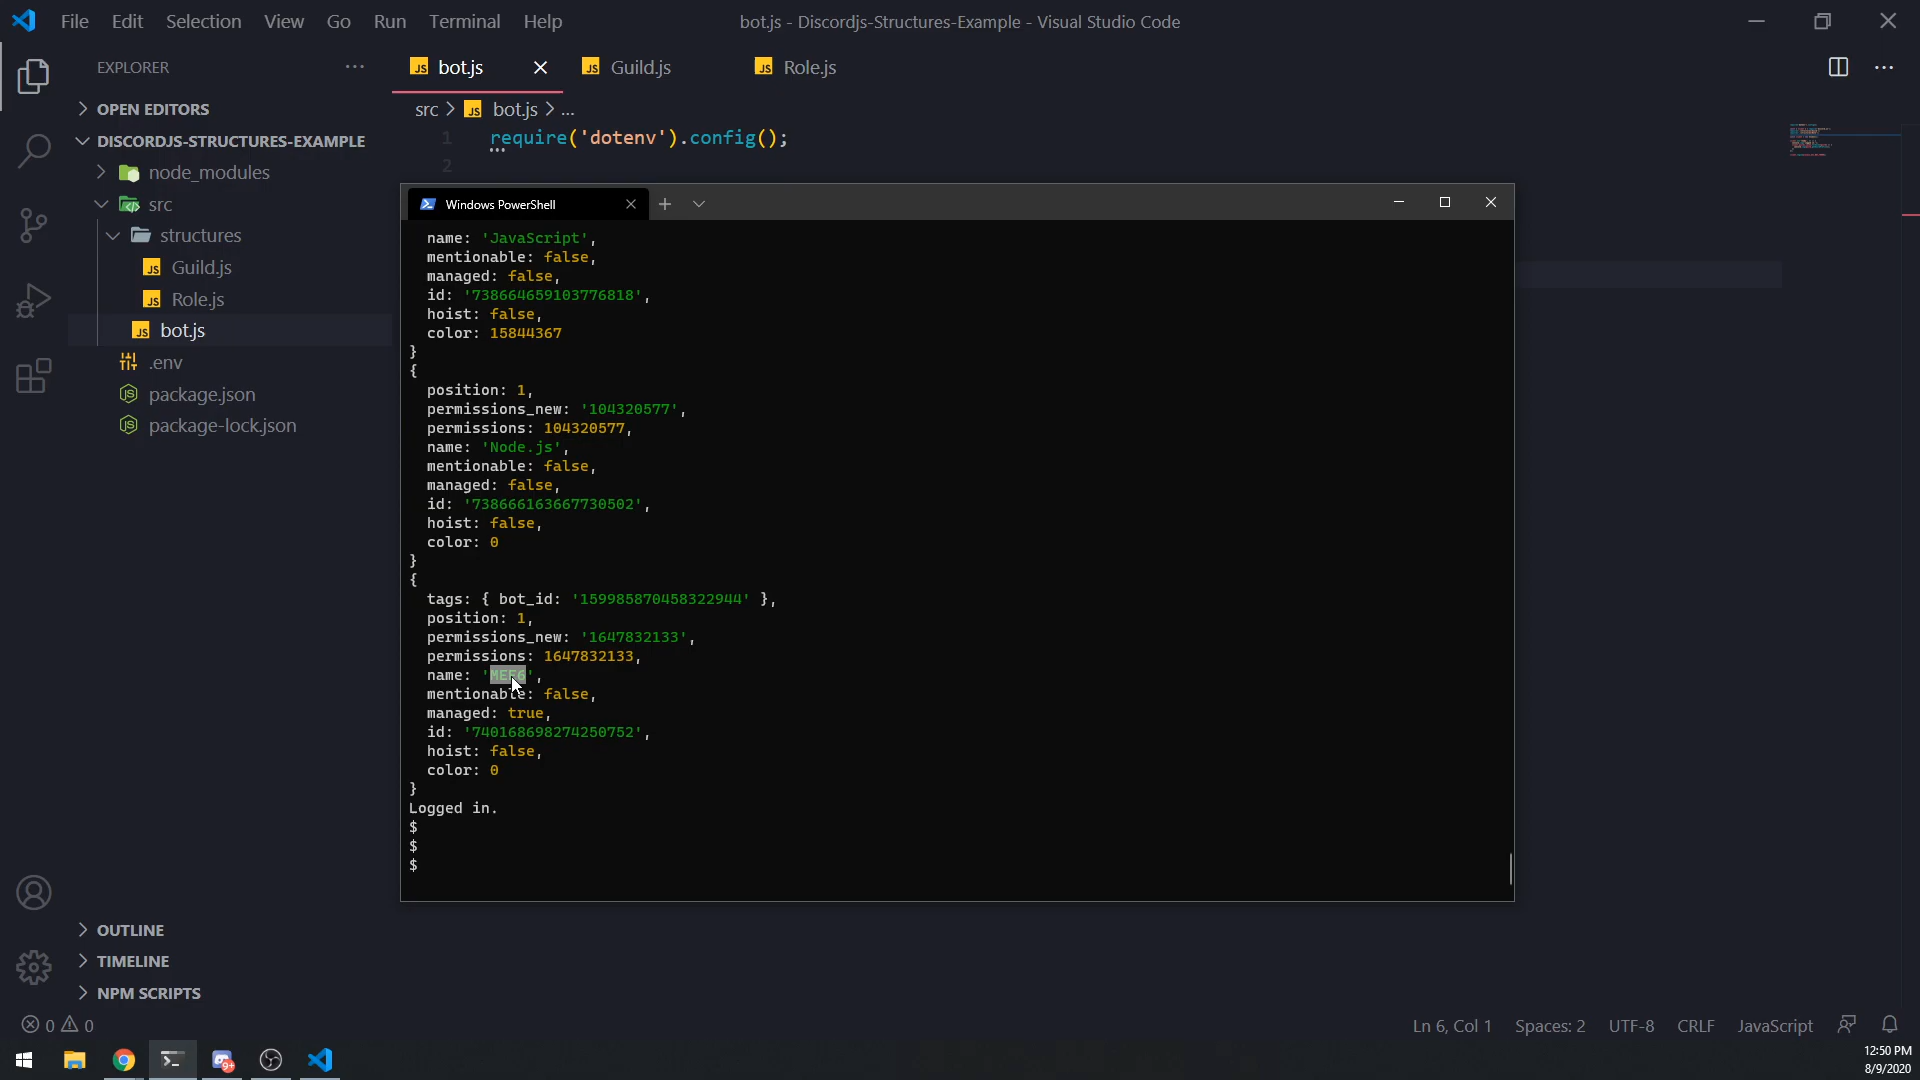 File Edit Selection View Go Run Terminal Help
bot.js - Discordjs-Structures-Example - Visual Studio Code
EXPLORER
OPEN EDITORS
DISCORDJS-STRUCTURES-EXAMPLE
node_modules
src
structures
Guild.js
Role.js
bot.js
.env
package.json
package-lock.json
OUTLINE
TIMELINE
NPM SCRIPTS
bot.js Guild.js Role.js
src > bot.js > ...
1 require('dotenv').config();
2
Windows PowerShell
name: 'JavaScript',
mentionable: false,
managed: false,
id: '738664659103776818',
hoist: false,
color: 15844367
}
{
position: 1,
permissions_new: '104320577',
permissions: 104320577,
name: 'Node.js',
mentionable: false,
managed: false,
id: '738666163667730502',
hoist: false,
color: 0
}
{
tags: { bot_id: '159985870458322944' },
position: 1,
permissions_new: '1647832133',
permissions: 1647832133,
name: 'MEE6',
mentionable: false,
managed: true,
id: '740168698274250752',
hoist: false,
color: 0
}
Logged in.
$
$
$
0 0
Ln 6, Col 1 Spaces: 2 UTF-8 CRLF JavaScript
9+
12:50 PM
8/9/2020